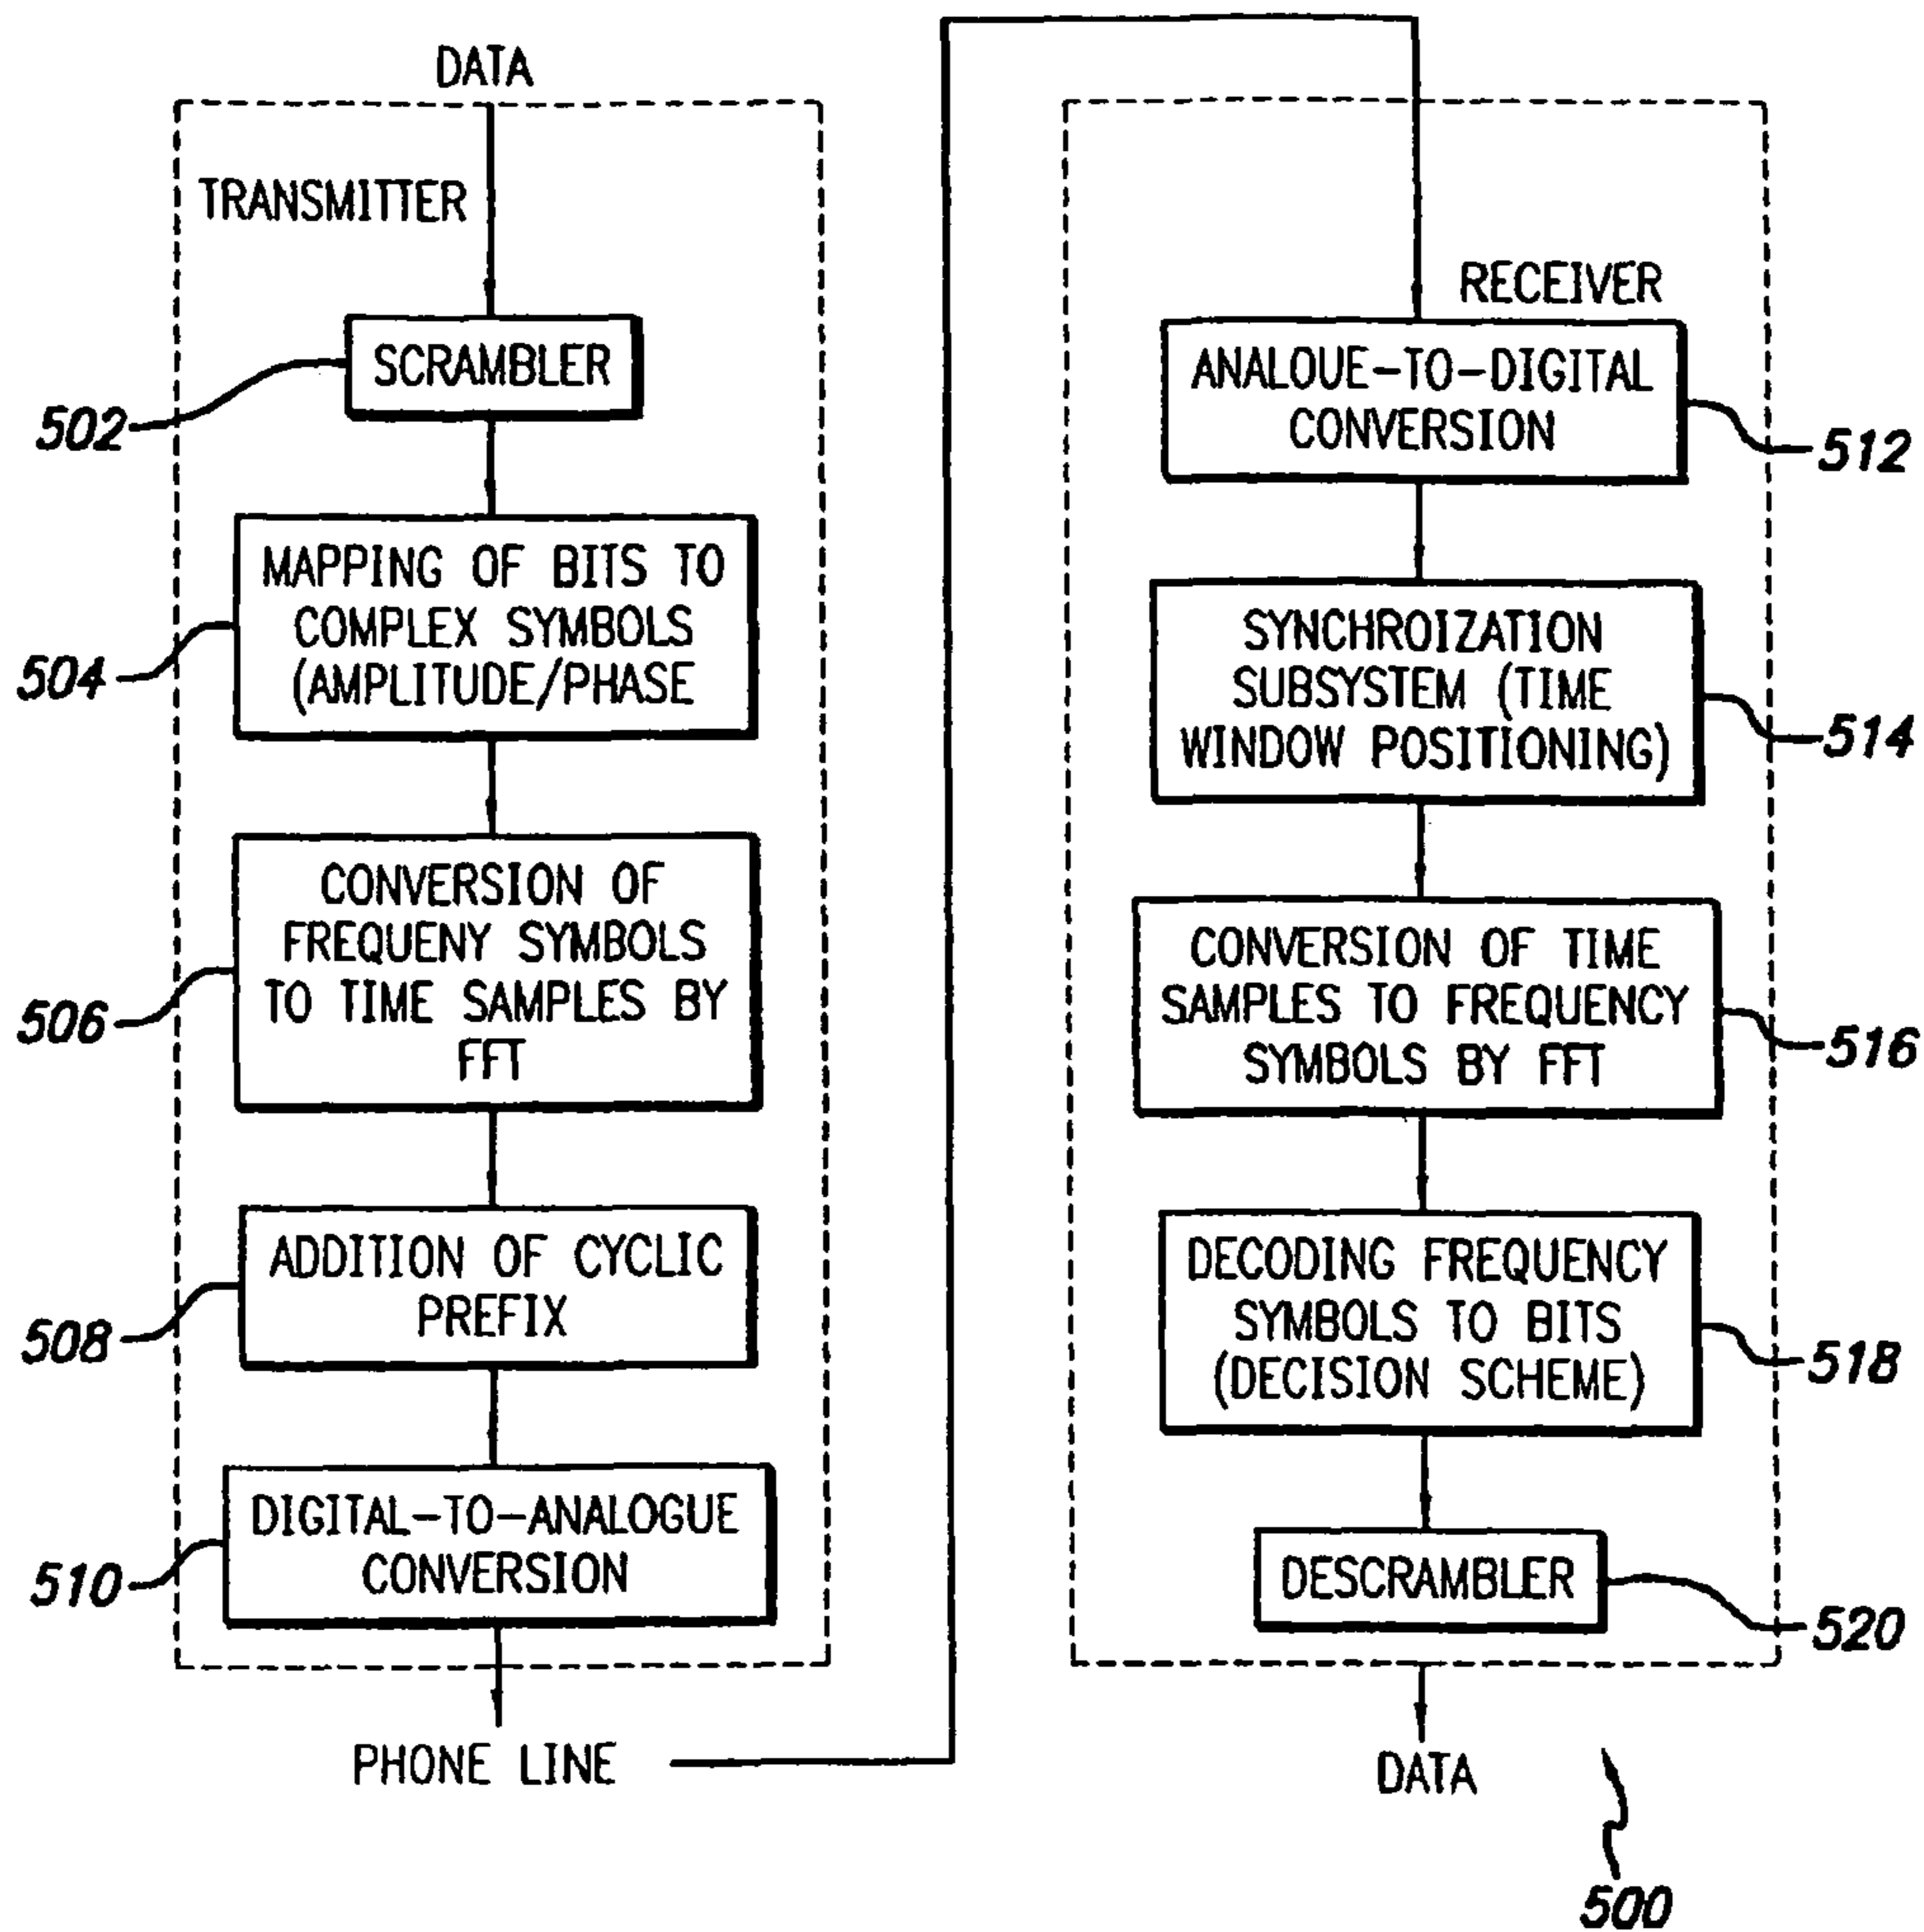 DATA
TRANSMITTER
SCRAMBLER
502
MAPPING OF BITS TO
COMPLEX SYMBOLS
(AMPLITUDE/PHASE
504
CONVERSION OF
FREQUENY SYMBOLS
TO TIME SAMPLES BY
FFT
506
ADDITION OF CYCLIC
PREFIX
508
DIGITAL-TO-ANALOGUE
CONVERSION
510
PHONE LINE
RECEIVER
ANALOUE-TO-DIGITAL
CONVERSION
512
SYNCHROIZATION
SUBSYSTEM (TIME
WINDOW POSITIONING)
514
CONVERSION OF TIME
SAMPLES TO FREQUENCY
SYMBOLS BY FFT
516
DECODING FREQUENCY
SYMBOLS TO BITS
(DECISION SCHEME)
518
DESCRAMBLER
520
DATA
500